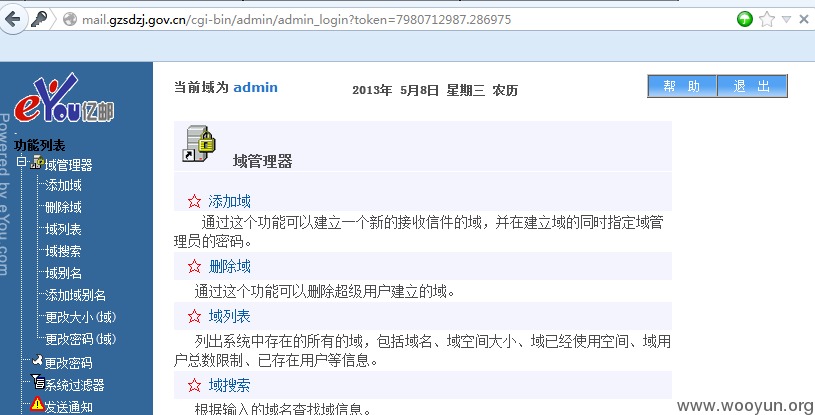 mail.gzsdzj.gov.cn/cgi-bin/admin/admin_login?token=7980712987.286975
eYou亿邮
当前域为 admin
2013年 5月8日 星期三 农历
帮 助
退 出
功能列表
域管理器
添加域
删除域
域列表
域搜索
域别名
添加域别名
更改大小(域)
更改密码(域)
更改密码
系统过滤器
发送通知
Powered by eYou.com
域管理器
☆ 添加域
通过这个功能可以建立一个新的接收信件的域，并在建立域的同时指定域管
理员的密码。
☆ 删除域
通过这个功能可以删除超级用户建立的域。
☆ 域列表
列出系统中存在的所有的域，包括域名、域空间大小、域已经使用空间、域用
户总数限制、已存在用户等信息。
☆ 域搜索
根据输入的域名查找域信息。
www.wooyun.org